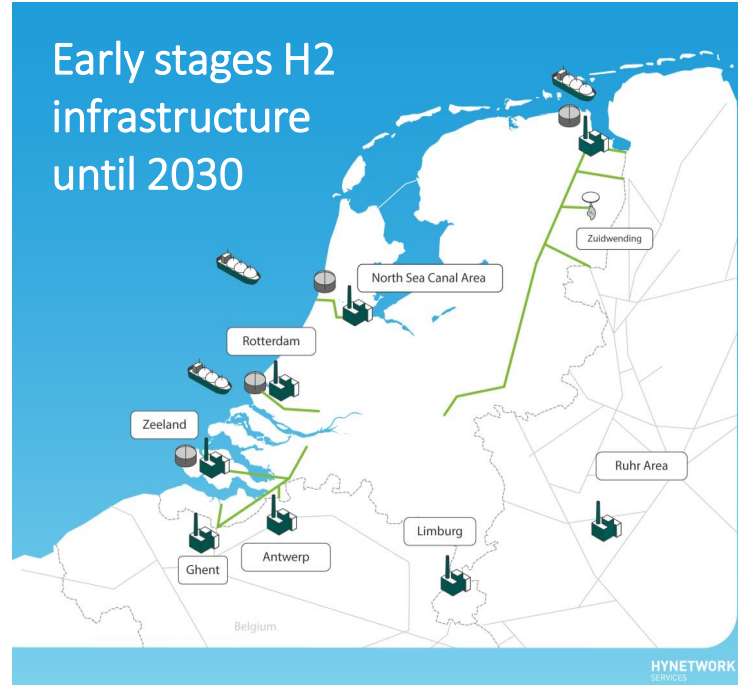 Early stages H2
infrastructure
until 2030
Zuidwending
North Sea Canal Area
Rotterdam
Zeeland
Ruhr Area
Limburg
Antwerp
Ghent
Belgium
HYNETWORK
SERVICES